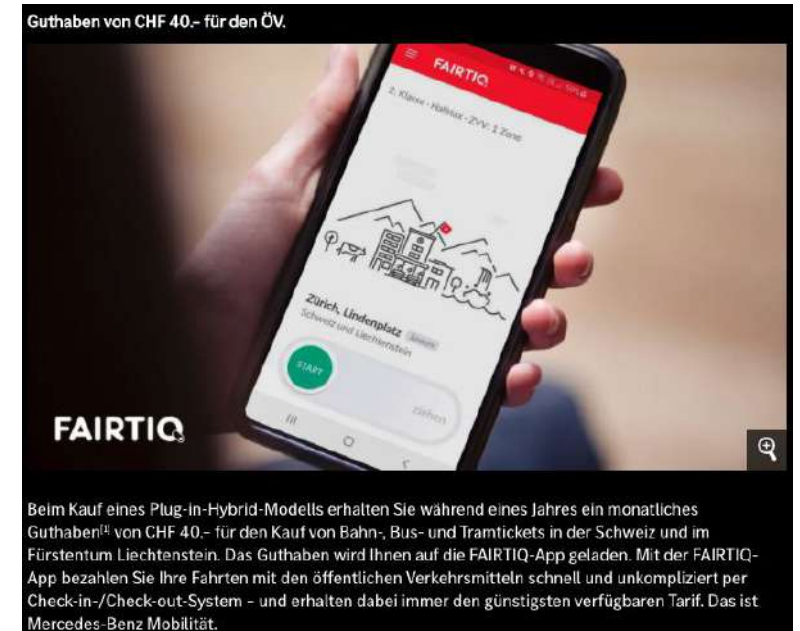 Guthaben von CHF 40.– für den ÖV.
FAIRTIQ
2. Klasse · Halbtax · ZVV: 1 Zone
Zürich, Lindenplatz
Schweiz und Liechtenstein
START
ziehen
FAIRTIQ
Beim Kauf eines Plug-in-Hybrid-Modells erhalten Sie während eines Jahres ein monatliches
Guthaben[1] von CHF 40.– für den Kauf von Bahn-, Bus- und Tramtickets in der Schweiz und im
Fürstentum Liechtenstein. Das Guthaben wird Ihnen auf die FAIRTIQ-App geladen. Mit der FAIRTIQ-
App bezahlen Sie Ihre Fahrten mit den öffentlichen Verkehrsmitteln schnell und unkompliziert per
Check-in-/Check-out-System – und erhalten dabei immer den günstigsten verfügbaren Tarif. Das ist
Mercedes-Benz Mobilität.